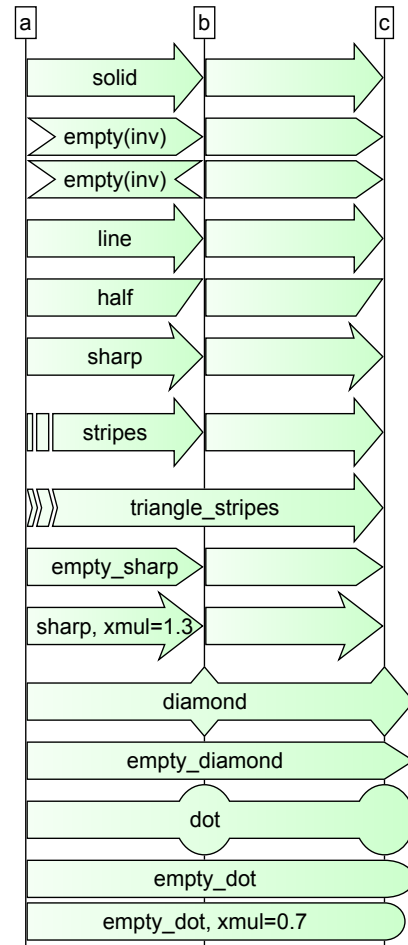 a b c
solid
empty(inv)
empty(inv)
line
half
sharp
stripes
triangle_stripes
empty_sharp
sharp, xmul=1.3
diamond
empty_diamond
dot
empty_dot
empty_dot, xmul=0.7